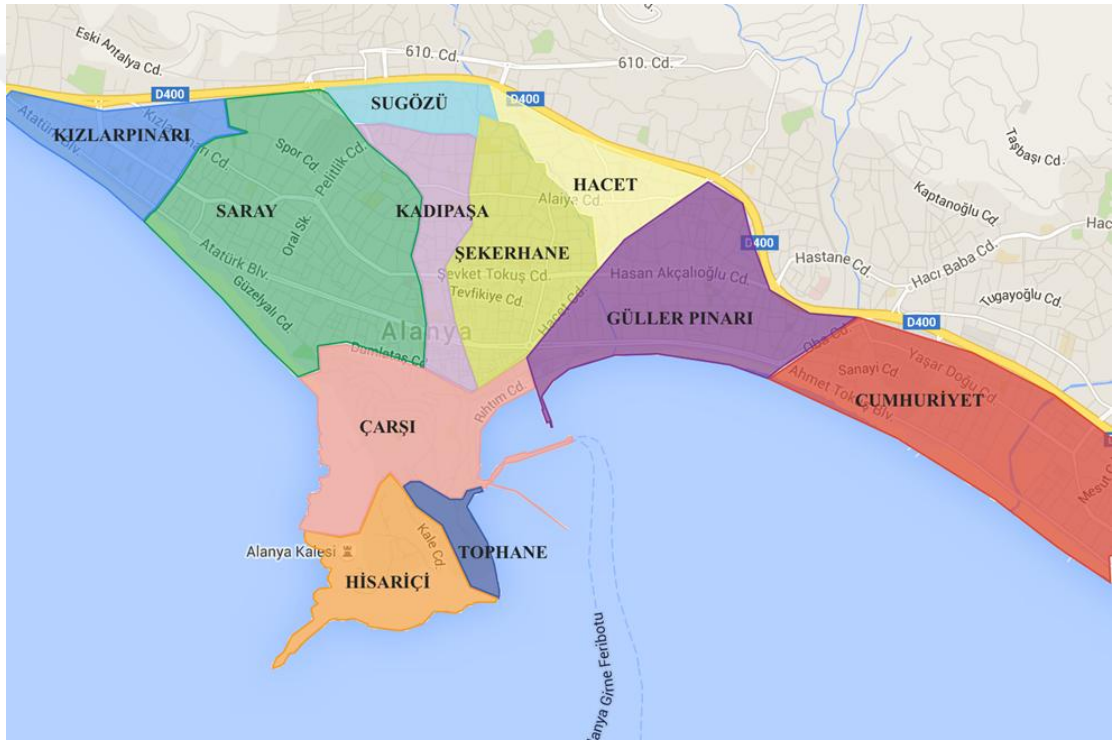 Eski Antalya Cd.
610. Cd.
610. Cd.
D400
D400
SUGÖZÜ
Atatürk Blv.
KIZLARPINARI
Spor Cd.
Pelitlik Cd.
Taşbaşı Cd.
HACET
Alaiye Cd.
Kaptanoğlu Cd.
SARAY
Oral Sk.
KADIPAŞA
D400
Atatürk Blv.
Güzelyalı Cd.
ŞEKERHANE
Şevket Tokuş Cd.
Tevfikiye Cd.
Hasan Akçalıoğlu Cd.
Hastane Cd.
Hacı Baba Cd.
Tugayoğlu Cd.
Hacet Cd.
GÜLLER PINARI
Alanya
D400
Oba Cd.
Damlataş Cd.
Yaşar Doğu Cd.
Sanayi Cd.
Ahmet Tokuş Blv.
CUMHURİYET
Rıhtım Cd.
ÇARŞI
Kale Cd.
Alanya Kalesi
TOPHANE
HİSARİÇİ
anya Girne Feribotu